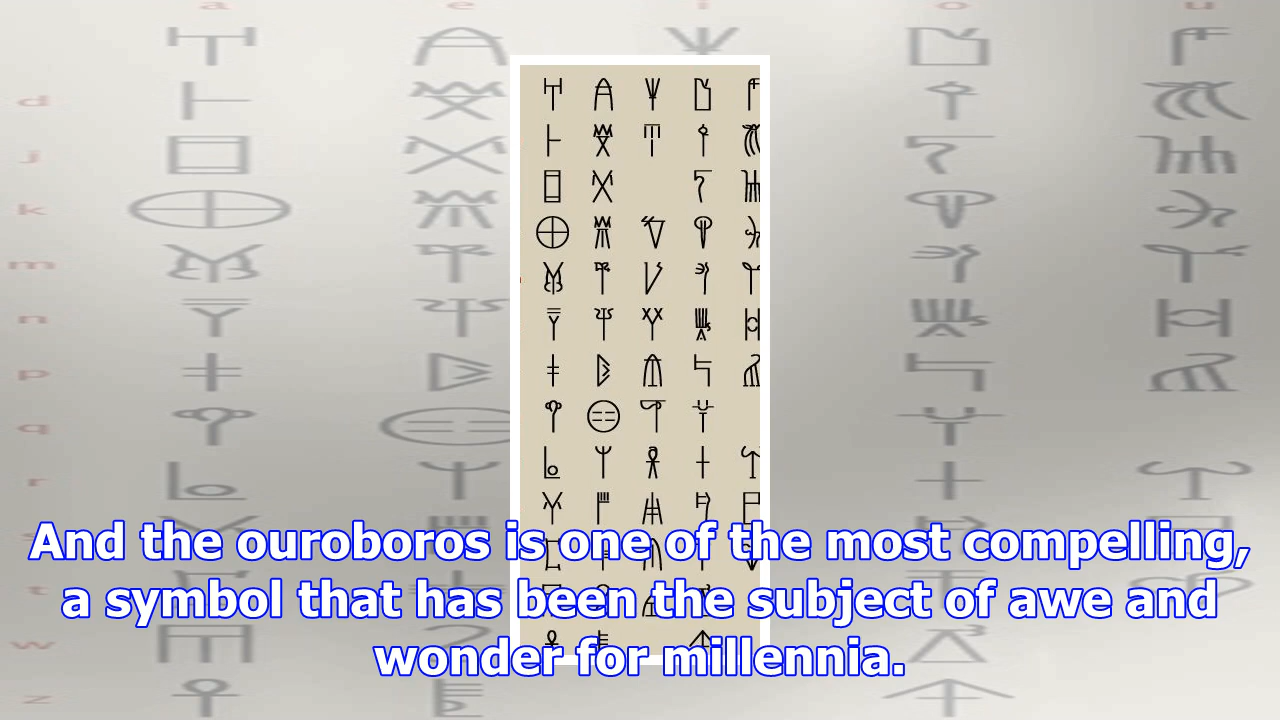 a e i o u
d
j
k
m
n
p
q
r
t
w
z
𐀀 𐀁 𐀂 𐀃 𐀄
𐀅 𐀆 𐀇 𐀈 𐀉
𐀊 𐀋 𐀍 𐀎
𐀏 𐀐 𐀑 𐀒 𐀓
𐀔 𐀕 𐀖 𐀗 𐀘
𐀙 𐀚 𐀛 𐀜 𐀝
𐀞 𐀟 𐀠 𐀡 𐀢
𐀣 𐀤 𐀥 𐀦
𐀨 𐀩 𐀪 𐀫 𐀬
𐀭 𐀮 𐀯 𐀰 𐀱
And the ouroboros is one of the most compelling,
a symbol that has been the subject of awe and
wonder for millennia.